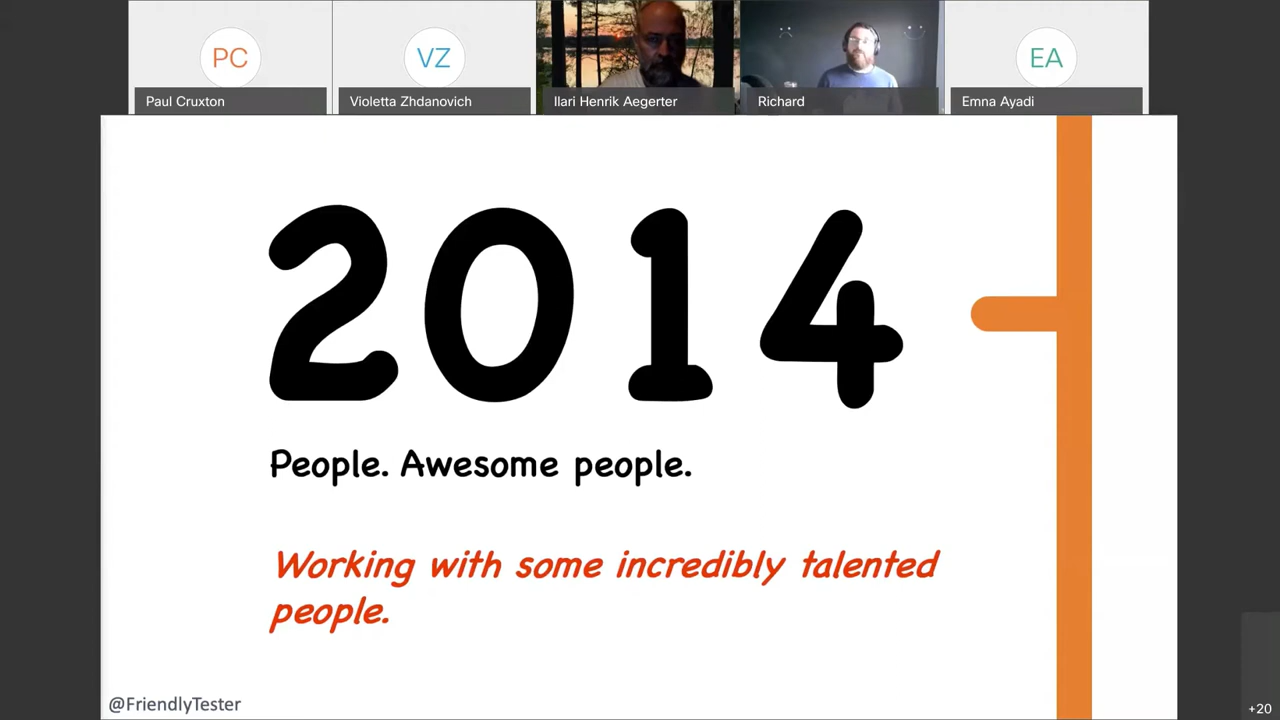 PC
VZ
EA
Paul Cruxton
Violetta Zhdanovich
Ilari Henrik Aegerter
Richard
Emna Ayadi
2014
People. Awesome people.
Working with some incredibly talented
people.
@FriendlyTester
+20